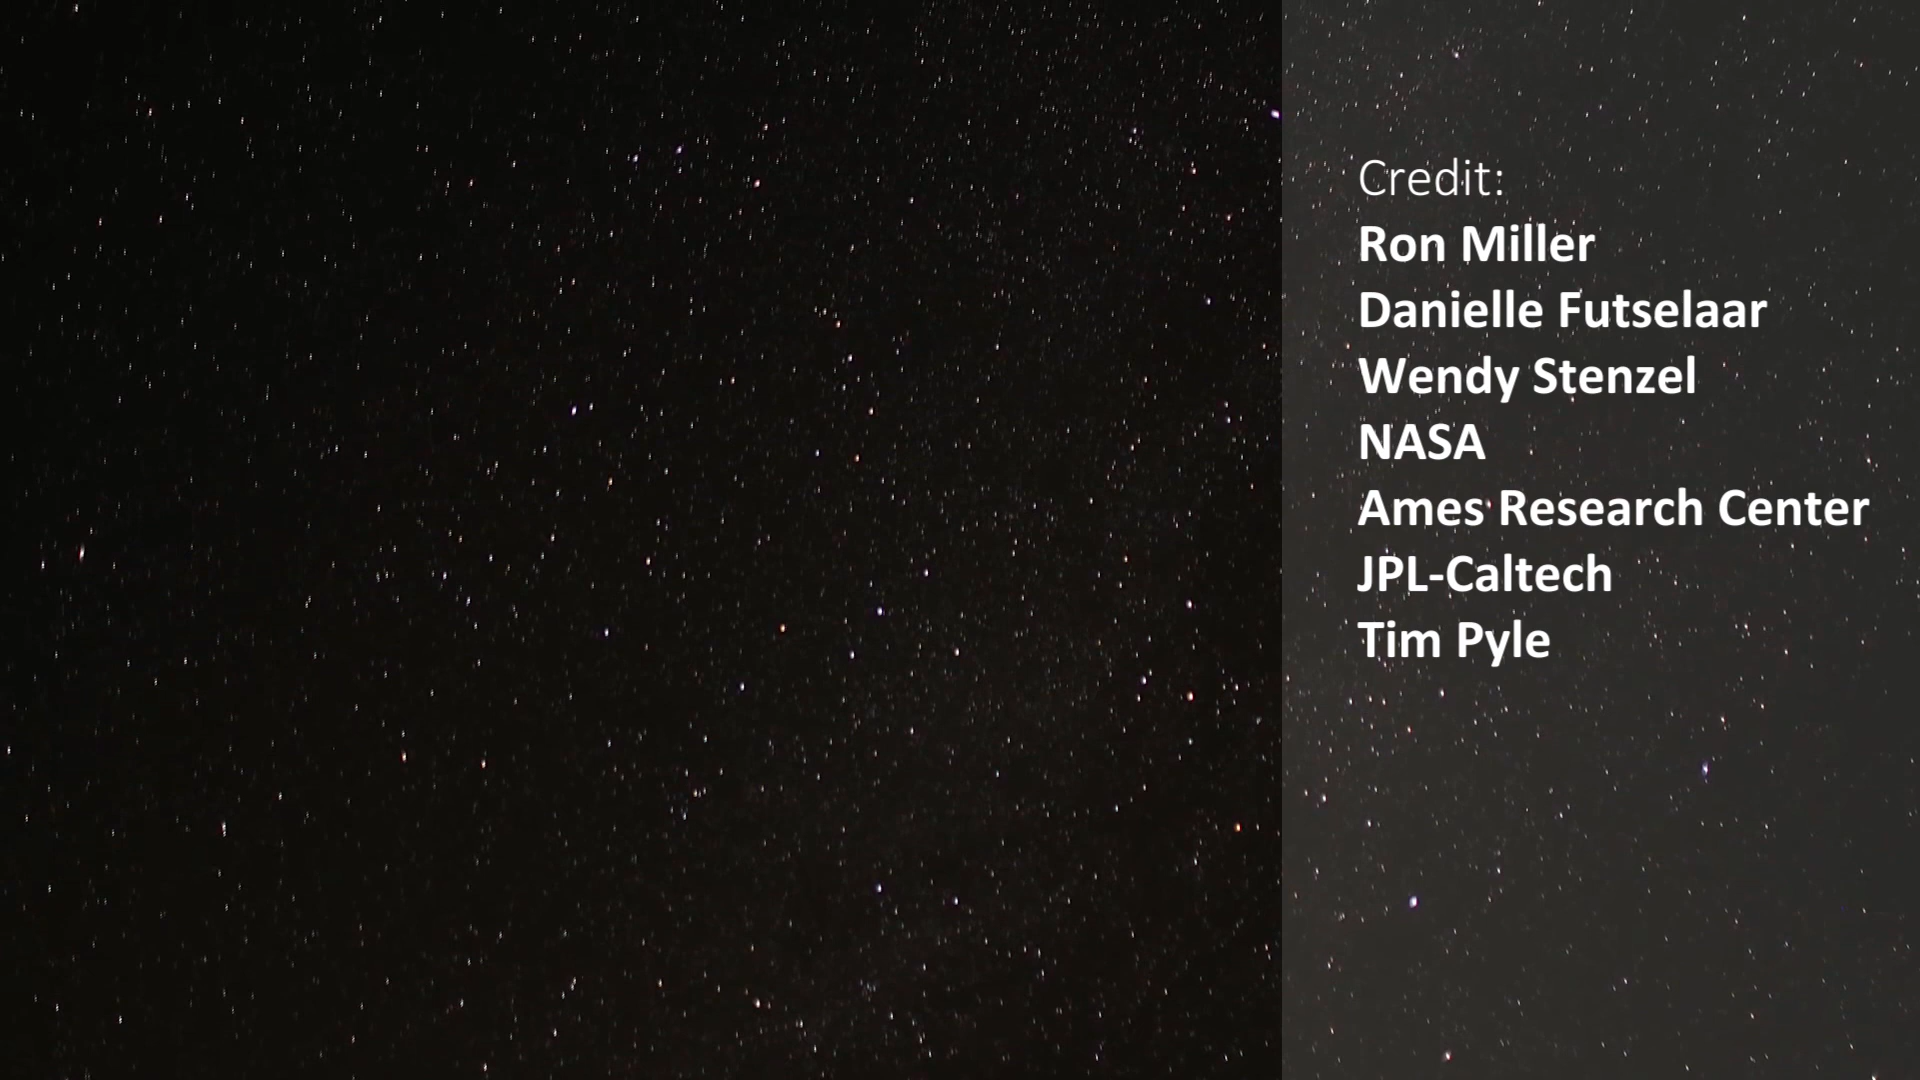 Credit:
Ron Miller
Danielle Futselaar
Wendy Stenzel
NASA
Ames Research Center
JPL-Caltech
Tim Pyle